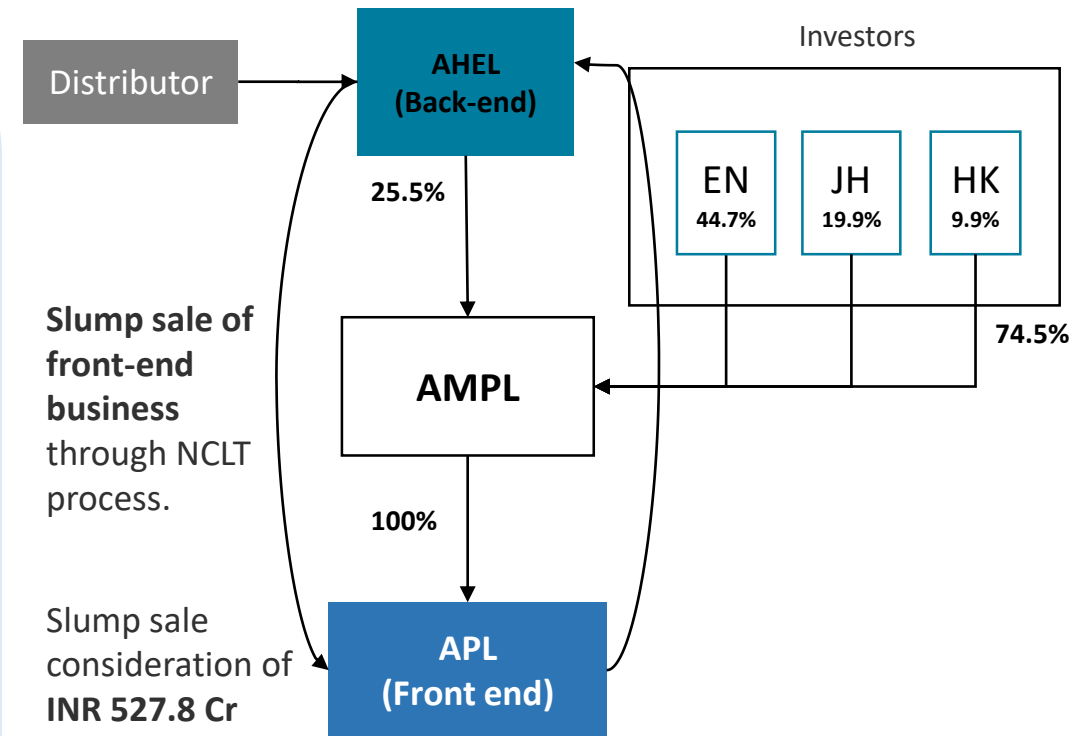 Investors
Distributor
AHEL
(Back-end)
EN
44.7%
JH
19.9%
HK
9.9%
25.5%
74.5%
Slump sale of
front-end
business
through NCLT
process.
AMPL
100%
Slump sale
consideration of
INR 527.8 Cr
APL
(Front end)